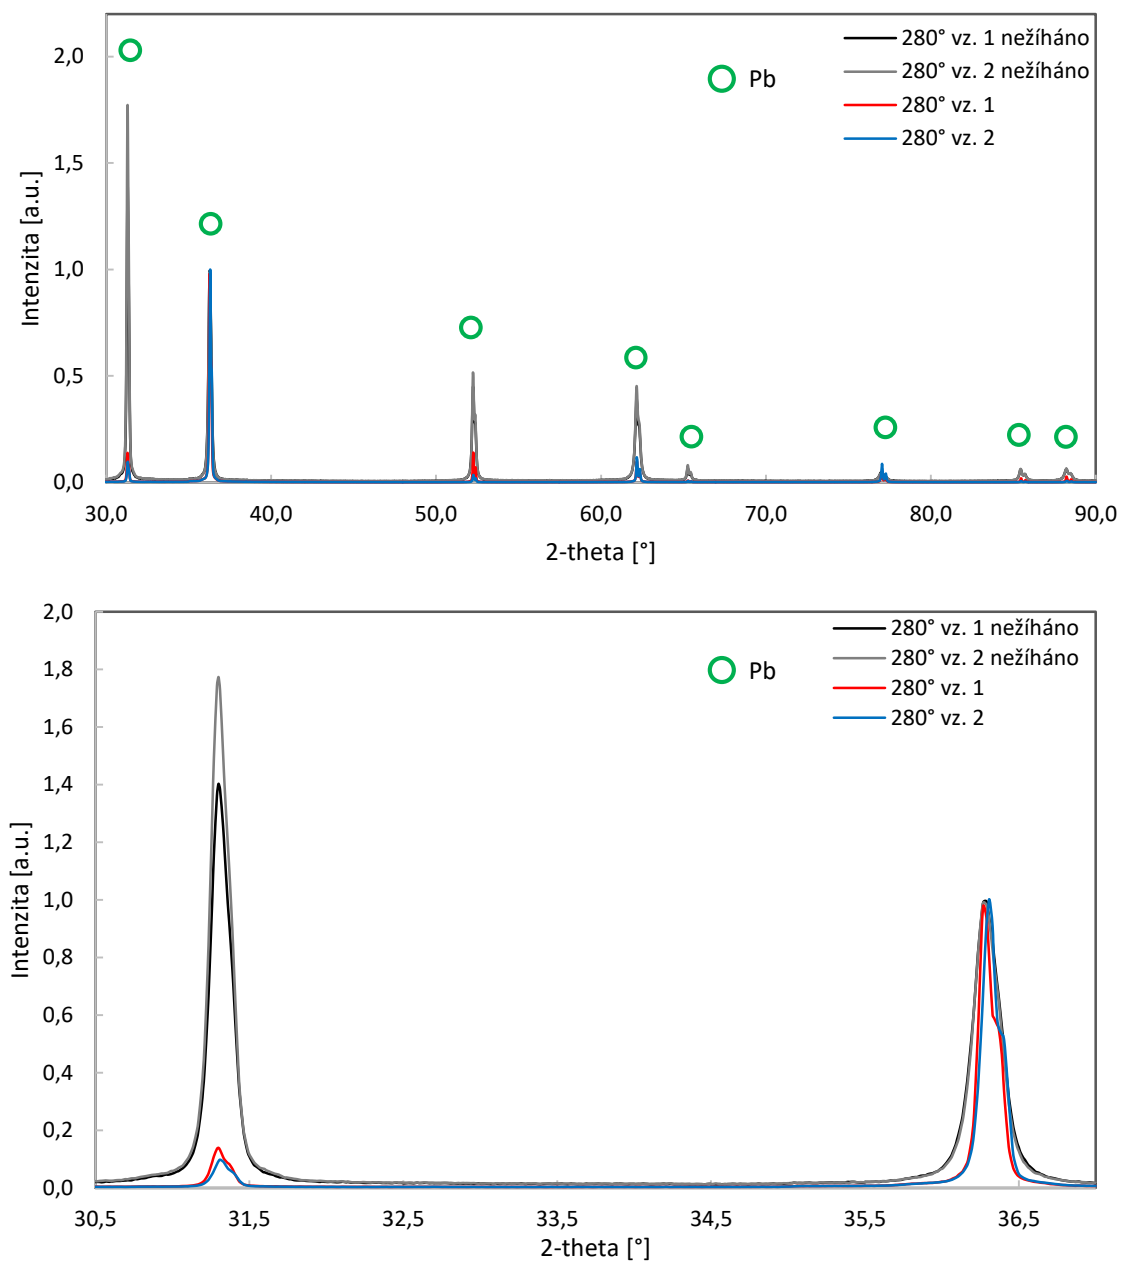 2,0
1,5
1,0
0,5
0,0
Intenzita [a.u.]
30,0 40,0 50,0 60,0 70,0 80,0 90,0
2-theta [°]
Pb
280° vz. 1 nežíháno
280° vz. 2 nežíháno
280° vz. 1
280° vz. 2
2,0
1,8
1,6
1,4
1,2
1,0
0,8
0,6
0,4
0,2
0,0
Intenzita [a.u.]
30,5 31,5 32,5 33,5 34,5 35,5 36,5
2-theta [°]
Pb
280° vz. 1 nežíháno
280° vz. 2 nežíháno
280° vz. 1
280° vz. 2